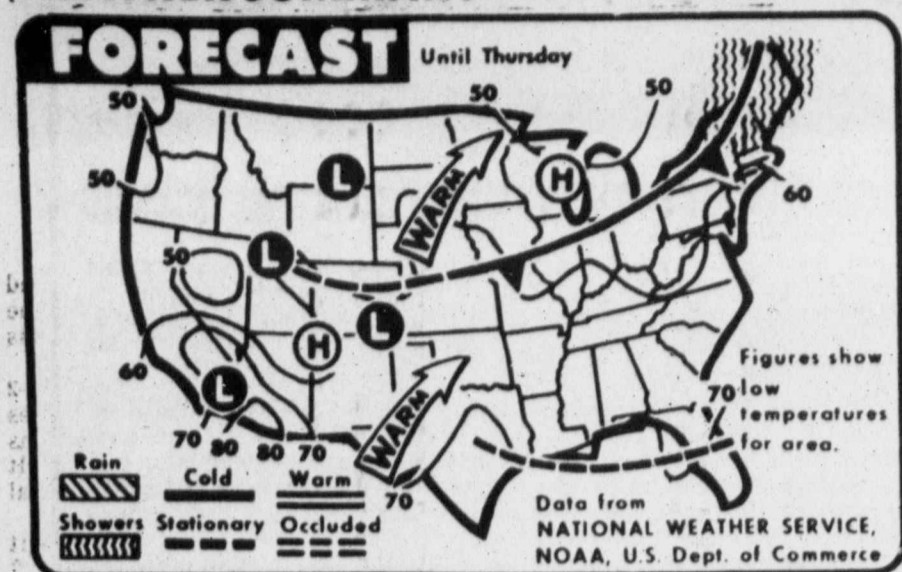 FORECAST Until Thursday
50
50
50
50
L
WARM
H
60
L
50
L
H
60
L
WARM
Figures show
70 low
temperatures
for area.
70
80
80
70
70
Rain
Cold
Warm
Showers
Stationary
Occluded
Data from
NATIONAL WEATHER SERVICE,
NOAA, U.S. Dept. of Commerce